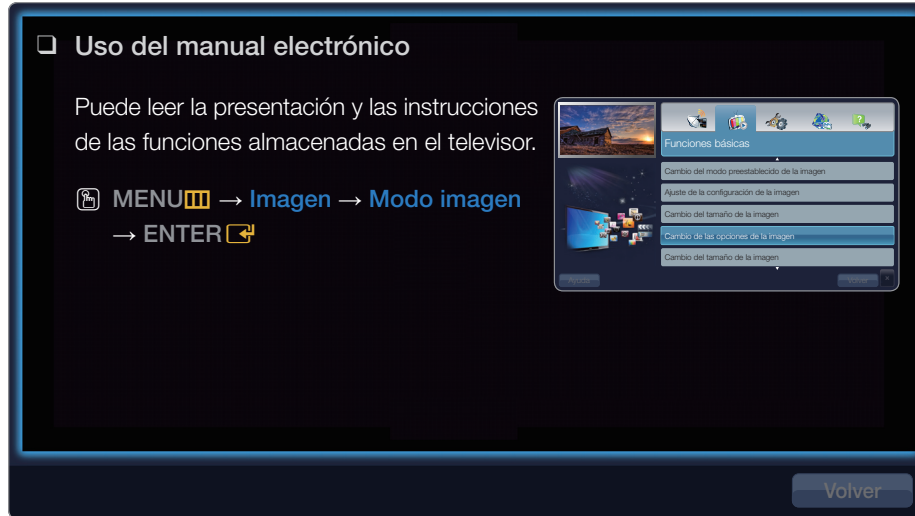 Uso del manual electrónico
Puede leer la presentación y las instrucciones
de las funciones almacenadas en el televisor.
MENU → Imagen → Modo imagen
→ ENTER
Funciones básicas
Cambio del modo preestablecido de la imagen
Ajuste de la configuración de la imagen
Cambio del tamaño de la imagen
Cambio de las opciones de la imagen
Cambio del tamaño de la imagen
Ayuda
Volver
Volver